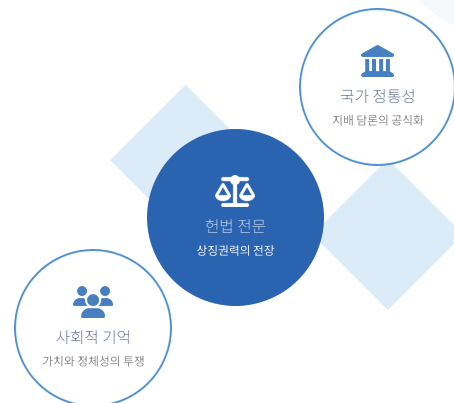 국가 정통성
지배 담론의 공식화
헌법 전문
상징권력의 전장
사회적 기억
가치와 정체성의 투쟁